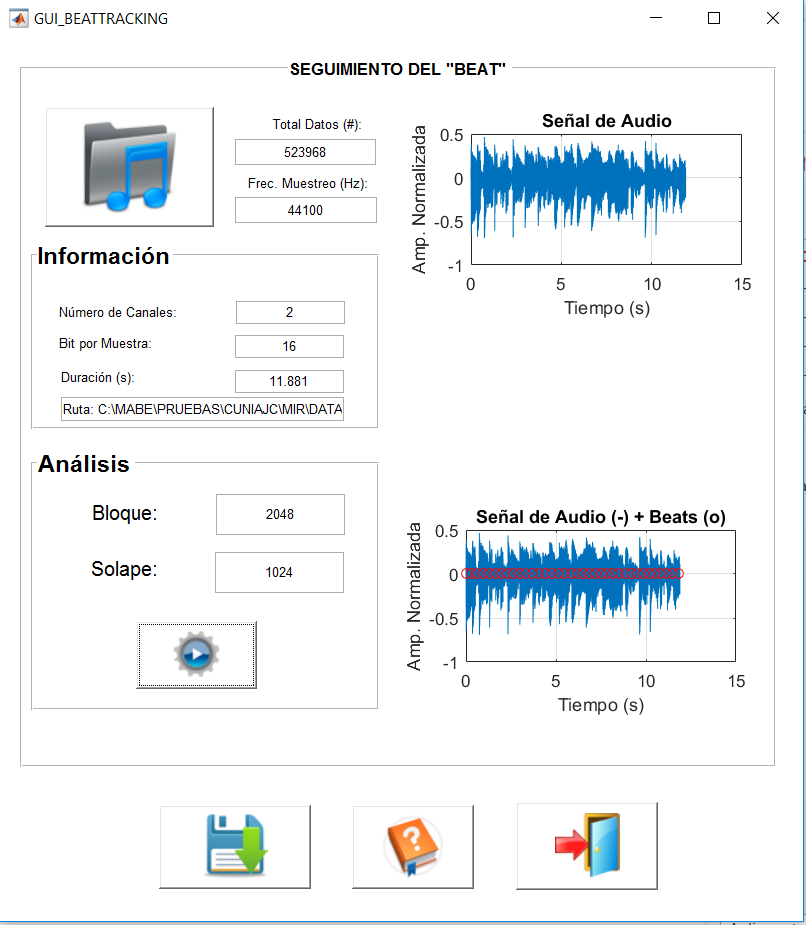 GUI_BEATTRACKING
SEGUIMIENTO DEL "BEAT"
Total Datos (#):
523968
Frec. Muestreo (Hz):
44100
Información
Número de Canales:
2
Bit por Muestra:
16
Duración (s):
11.881
Ruta: C:\MABE\PRUEBAS\CUNIAJC\MIR\DATA
Análisis
Bloque:
2048
Solape:
1024
Señal de Audio
Amp. Normalizada
0.5
0
-0.5
-1
0 5 10 15
Tiempo (s)
Señal de Audio (-) + Beats (o)
Amp. Normalizada
0.5
0
-0.5
-1
0 5 10 15
Tiempo (s)